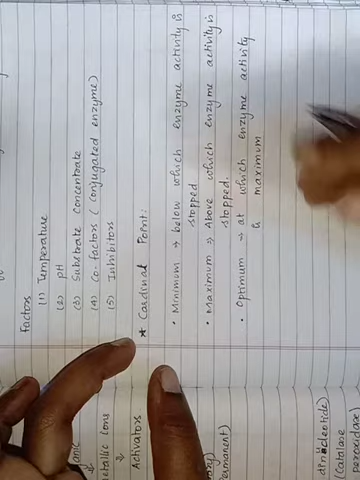 Factors
(1) Temperature
(2) pH
(3) Substrate concentrate
(4) Co-factors (conjugated enzyme)
(5) Inhibitors
* Cardinal Point:
• Minimum → below which enzyme activity is
stopped
• Maximum ⇒ Above which enzyme activity is
stopped.
• Optimum → at which enzyme activity
is maximum
↓
etallic Ions
↓
Activators
ermanent)
(Catalase
peroxidase)